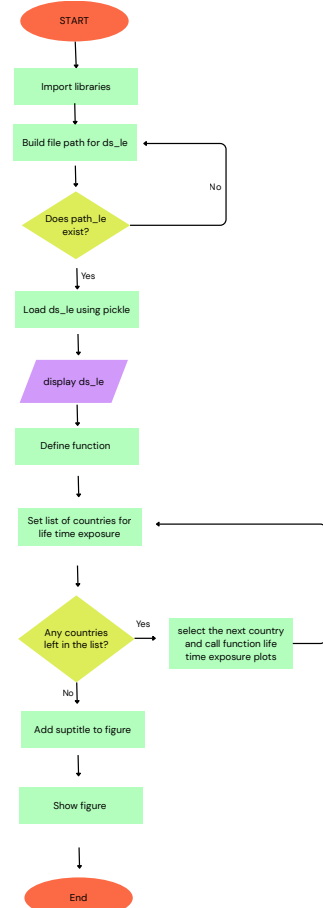 START
Import libraries
Build file path for ds_le
No
Does path_le
exist?
Yes
Load ds_le using pickle
display ds_le
Define function
Set list of countries for
life time exposure
Any countries
left in the list?
Yes
select the next country
and call function life
time exposure plots
No
Add suptitle to figure
Show figure
End